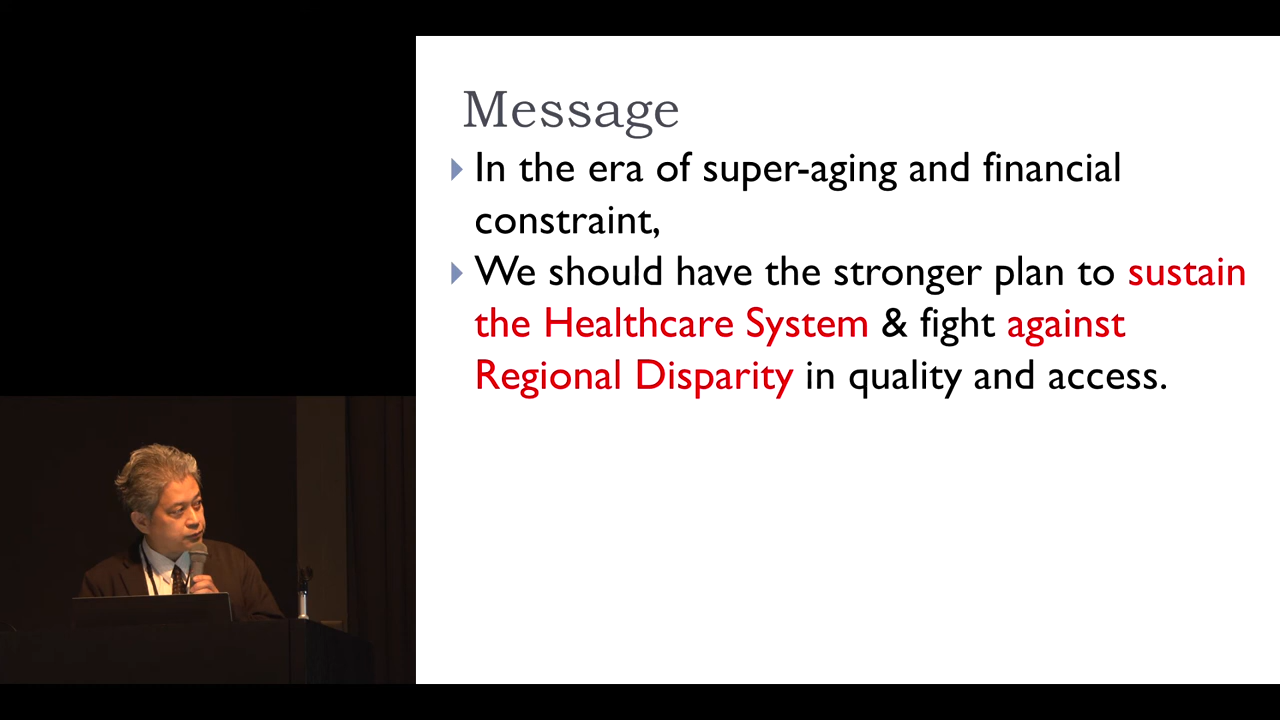 Message
In the era of super-aging and financial
constraint,
We should have the stronger plan to sustain
the Healthcare System & fight against
Regional Disparity in quality and access.